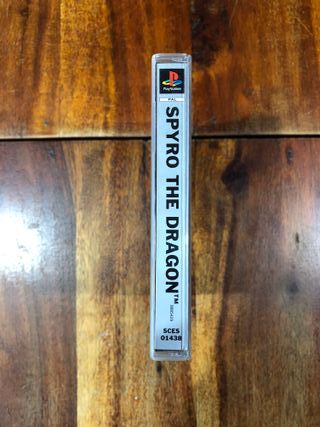 PlayStation
PAL
SPYRO THE DRAGON™
SCES
01438